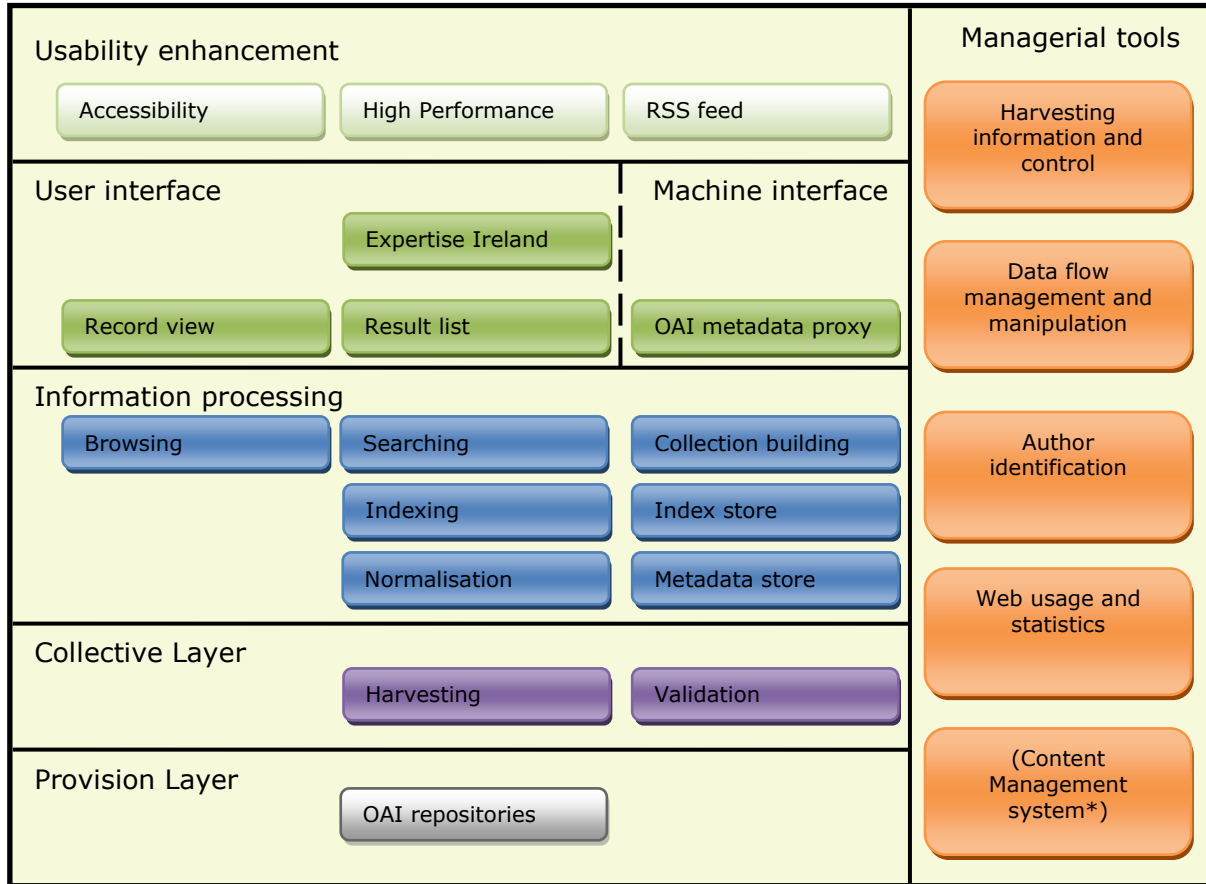 Usability enhancement
Accessibility
High Performance
RSS feed
User interface
Machine interface
Expertise Ireland
Record view
Result list
OAI metadata proxy
Information processing
Browsing
Searching
Collection building
Indexing
Index store
Normalisation
Metadata store
Collective Layer
Harvesting
Validation
Provision Layer
OAI repositories
Managerial tools
Harvesting
information and
control
Data flow
management and
manipulation
Author
identification
Web usage and
statistics
(Content
Management
system*)